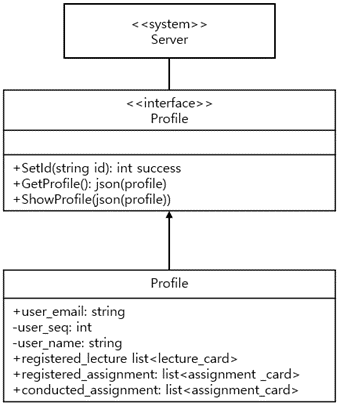 <<system>>
Server
<<interface>>
Profile
+SetId(string id): int success
+GetProfile(): json(profile)
+ShowProfile(json(profile))
Profile
+user_email: string
-user_seq: int
-user_name: string
+registered_lecture list<lecture_card>
+registered_assignment: list<assignment _card>
+conducted_assignment: list<assignment_card>